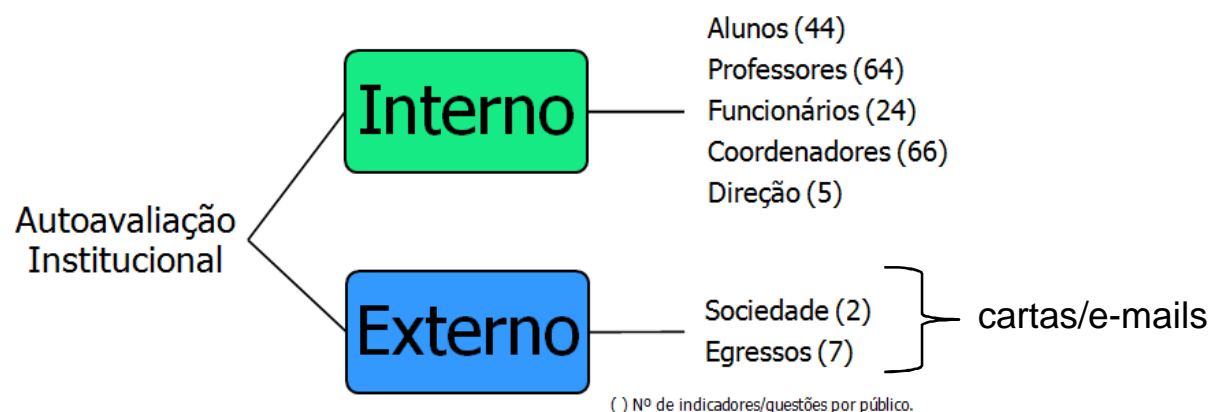 Autoavaliação
Institucional
Interno
Alunos (44)
Professores (64)
Funcionários (24)
Coordenadores (66)
Direção (5)
Externo
Sociedade (2)
Egressos (7)
cartas/e-mails
( ) Nº de indicadores/questões por público.